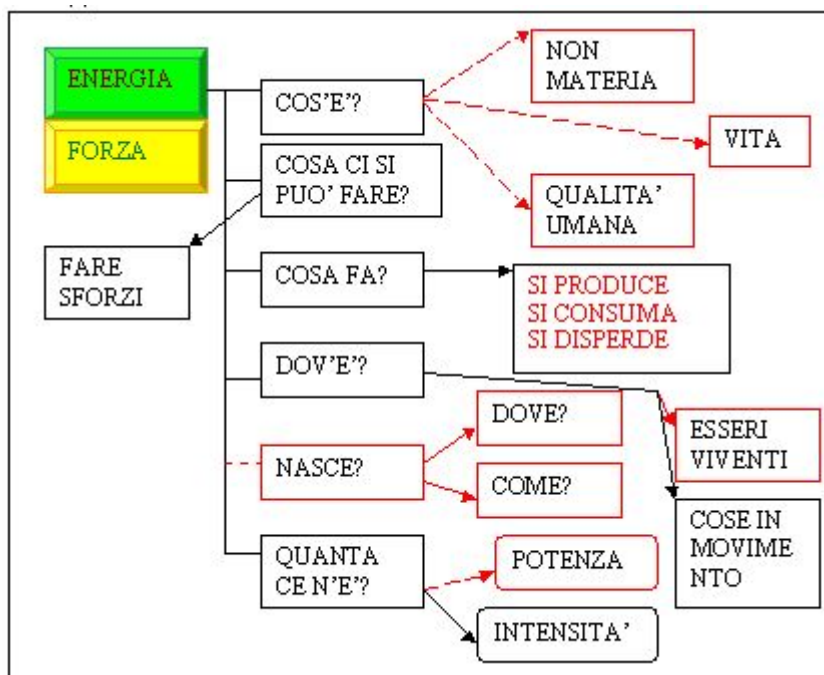 ENERGIA
FORZA
COS'E'?
NON
MATERIA
VITA
QUALITA'
UMANA
COSA CI SI
PUO' FARE?
FARE
SFORZI
COSA FA?
SI PRODUCE
SI CONSUMA
SI DISPERDE
DOV'E'?
ESSERI
VIVENTI
COSE IN
MOVIME
NTO
NASCE?
DOVE?
COME?
QUANTA
CE N'E'?
POTENZA
INTENSITA'